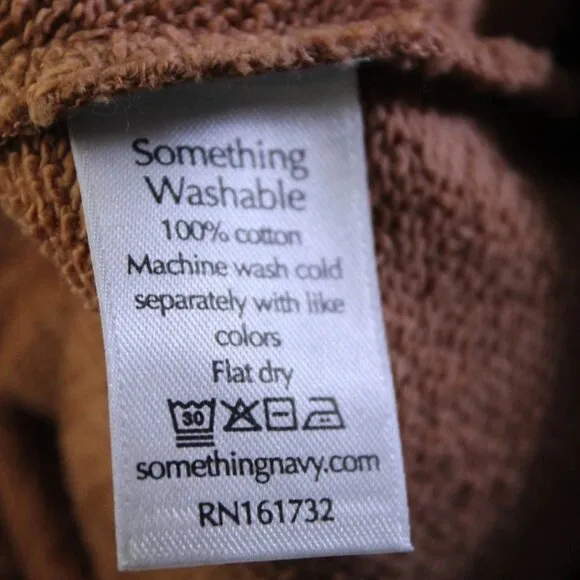 Something
Washable
100% cotton
Machine wash cold
separately with like
colors
Flat dry
30
somethingnavy.com
RN161732